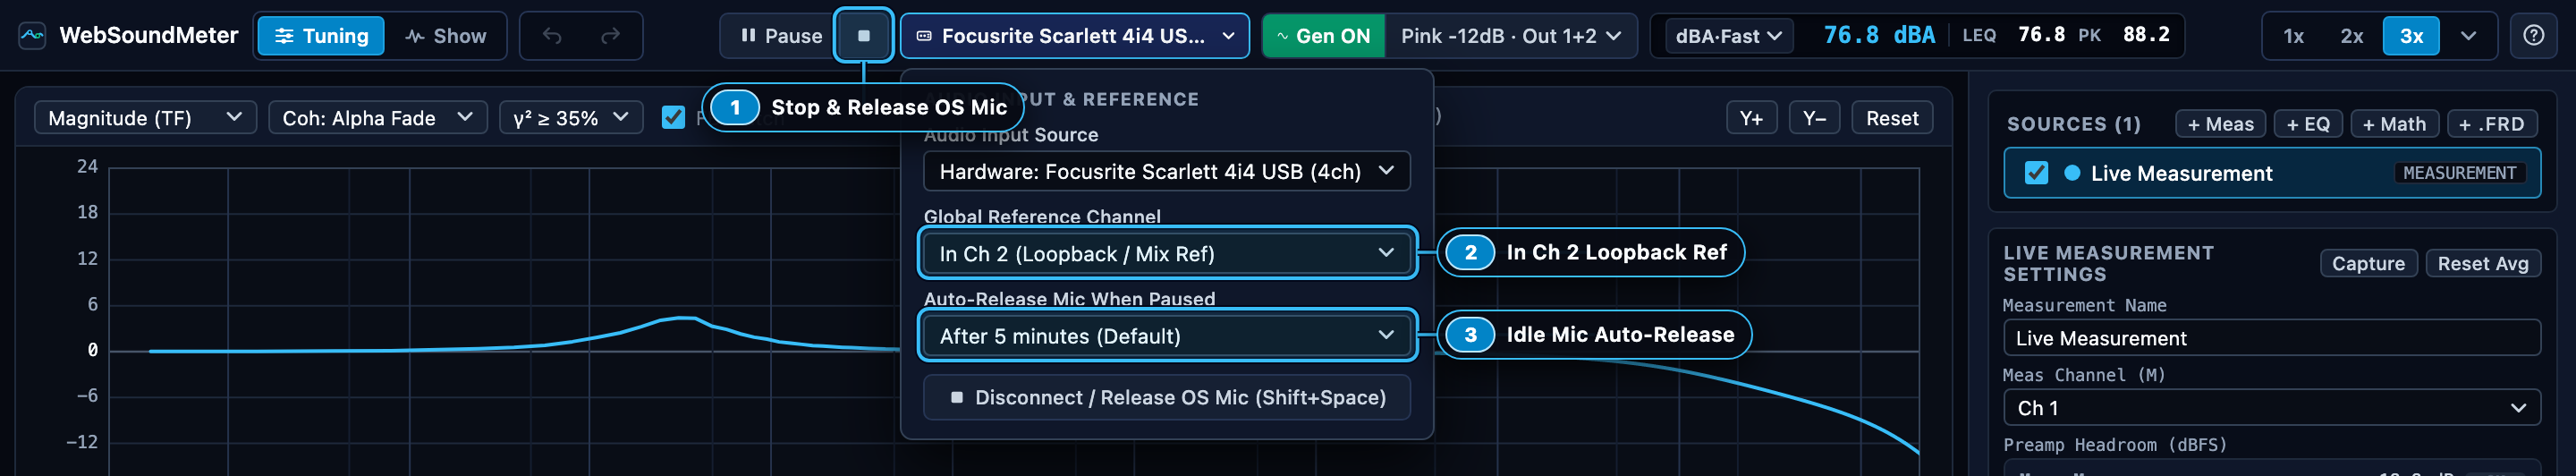 WebSoundMeter
Tuning
Show
Pause
Focusrite Scarlett 4i4 US...
Gen ON
Pink -12dB · Out 1+2
dBA·Fast
76.8 dBA
LEQ 76.8 PK 88.2
1x 2x 3x
?
1 Stop & Release OS Mic
Magnitude (TF)
Coh: Alpha Fade
γ² ≥ 35%
Y+
Y−
Reset
24
18
12
6
0
−6
−12
INPUT & REFERENCE
Audio Input Source
Hardware: Focusrite Scarlett 4i4 USB (4ch)
Global Reference Channel
In Ch 2 (Loopback / Mix Ref)
2 In Ch 2 Loopback Ref
Auto-Release Mic When Paused
After 5 minutes (Default)
3 Idle Mic Auto-Release
Disconnect / Release OS Mic (Shift+Space)
SOURCES (1)
+ Meas
+ EQ
+ Math
+ .FRD
Live Measurement
MEASUREMENT
LIVE MEASUREMENT
SETTINGS
Capture
Reset Avg
Measurement Name
Live Measurement
Meas Channel (M)
Ch 1
Preamp Headroom (dBFS)